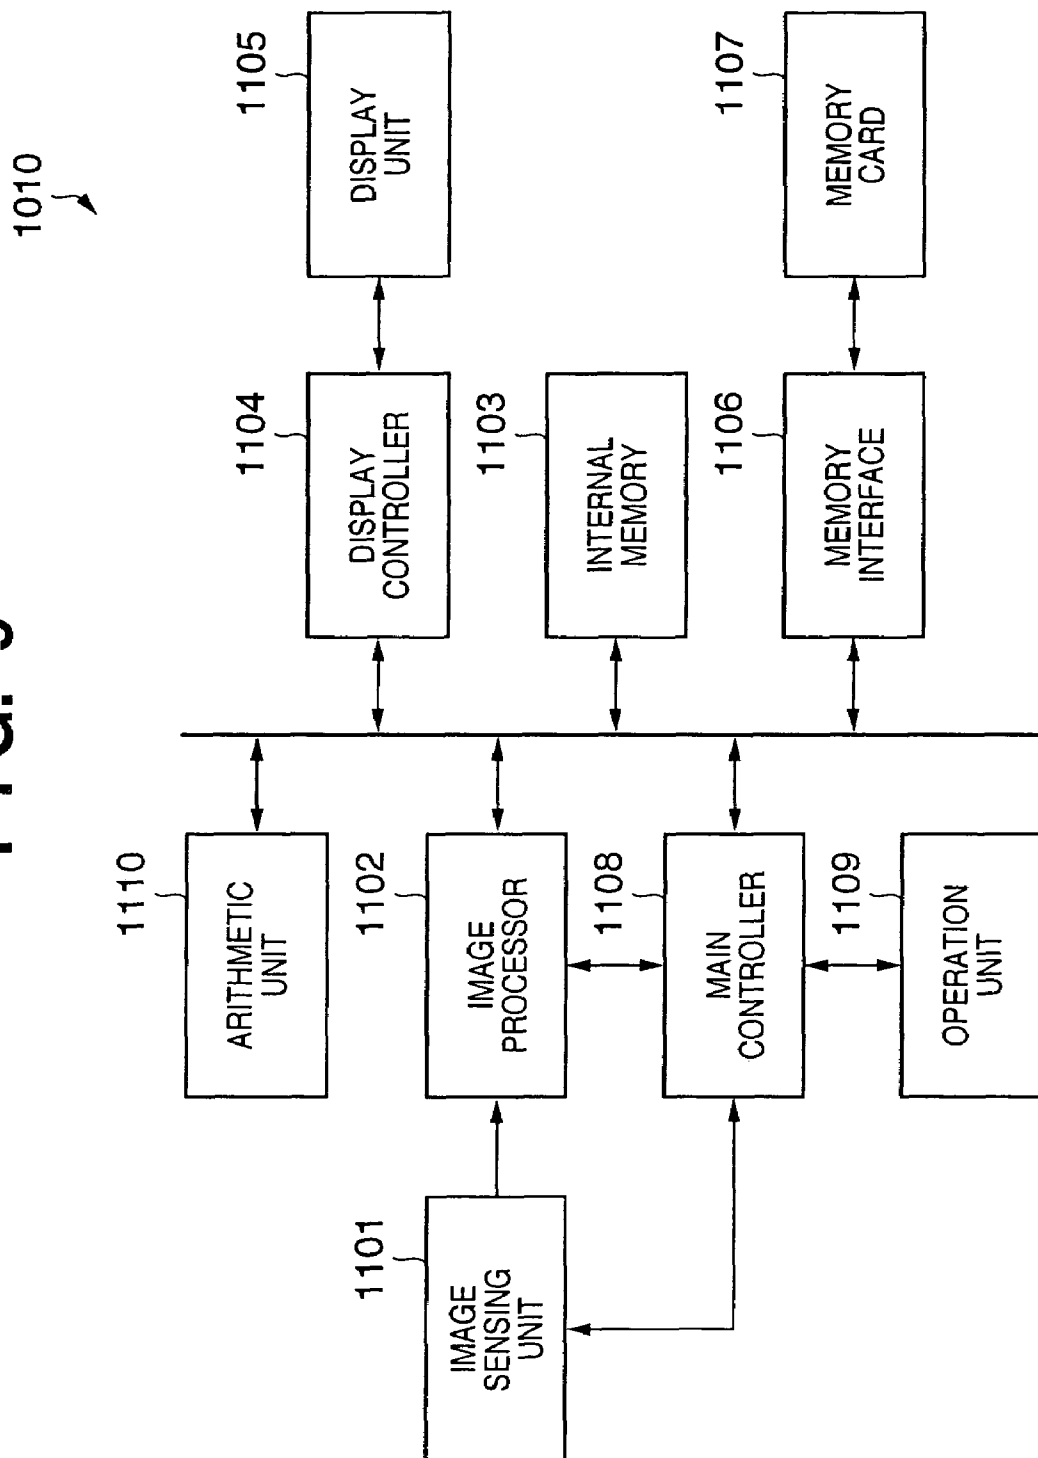 FIG.
1010
1110
ARITHMETIC
UNIT
1104
DISPLAY
CONTROLLER
1105
DISPLAY
UNIT
1101
IMAGE
SENSING
UNIT
1102
IMAGE
PROCESSOR
1103
INTERNAL
MEMORY
1108
MAIN
CONTROLLER
1106
MEMORY
INTERFACE
1107
MEMORY
CARD
1109
OPERATION
UNIT